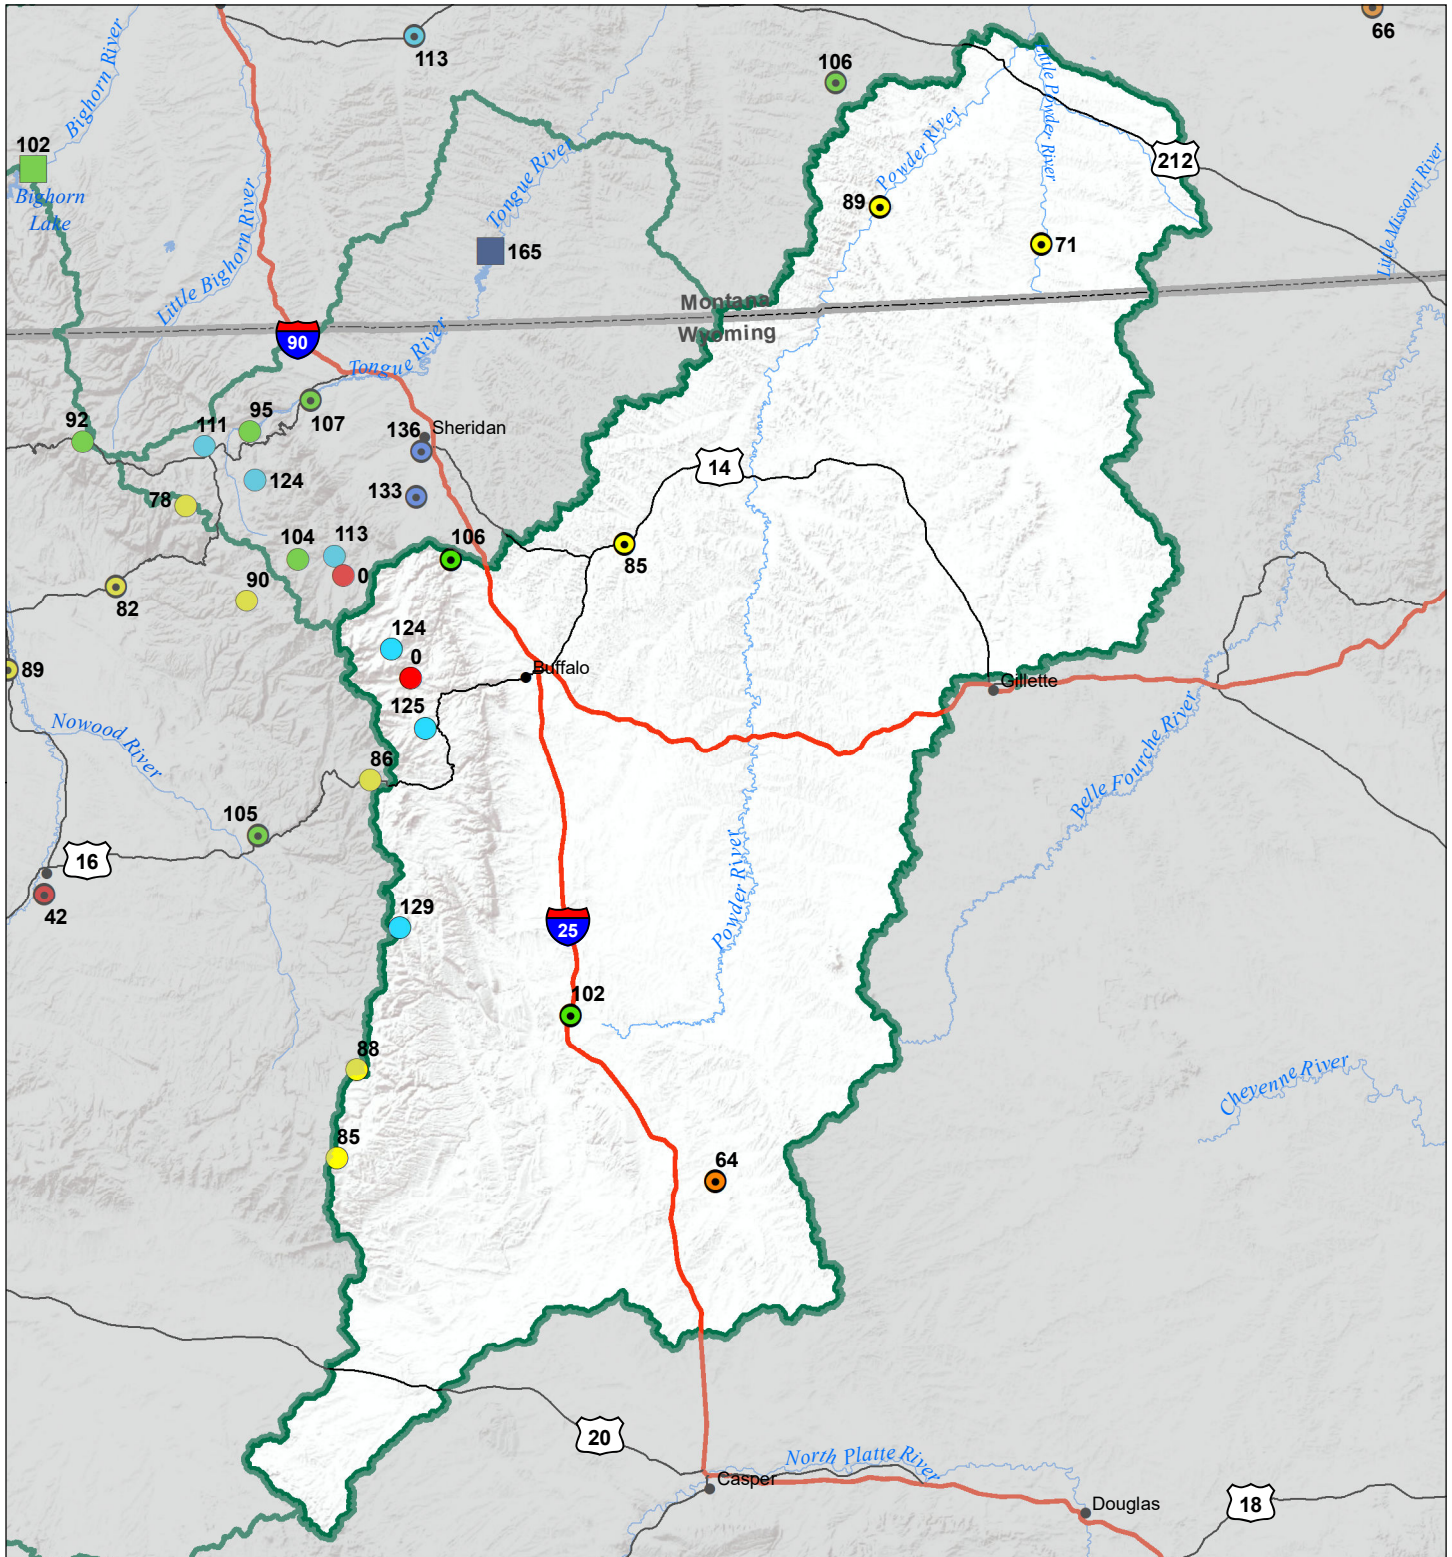 66
113
106
Bighorn River
Little Powder River
102
Powder River
212
Bighorn
Lake
Tongue River
Little Missouri River
89
Little Bighorn River
165
71
Montana
Wyoming
90
Tongue River
95
107
92
111
136
Sheridan
14
124
133
78
104
113
106
85
0
90
82
124
0
89
Buffalo
Gillette
125
Nowood River
86
Belle Fourche River
105
16
Powder River
42
129
25
102
88
Cheyenne River
85
64
20
North Platte River
Casper
Douglas
18